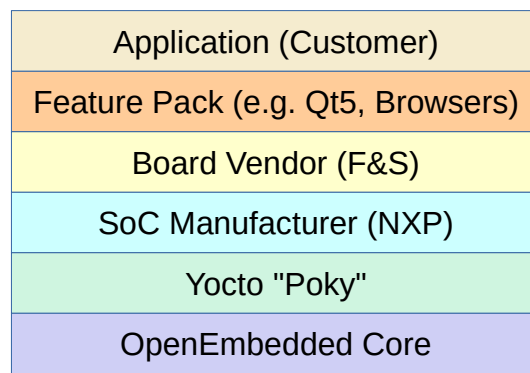 Application (Customer)
Feature Pack (e.g. Qt5, Browsers)
Board Vendor (F&S)
SoC Manufacturer (NXP)
Yocto "Poky"
OpenEmbedded Core